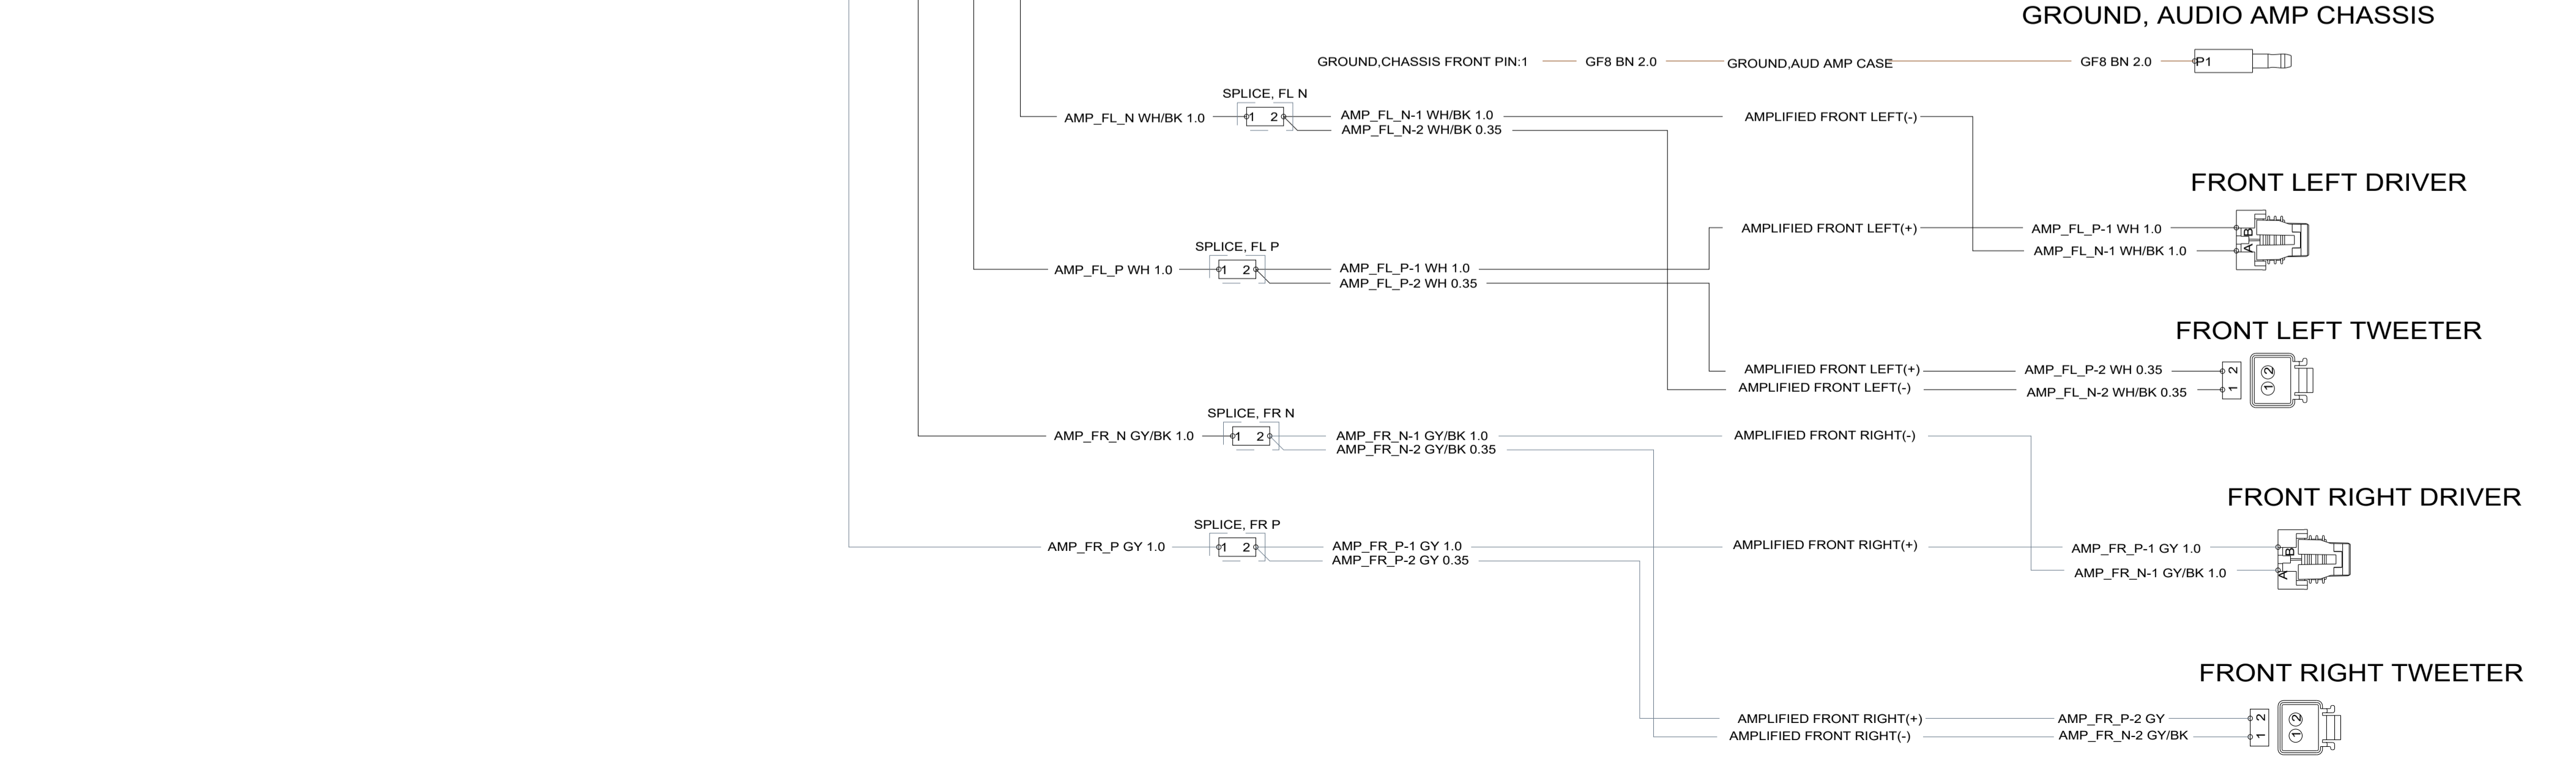 GROUND, AUDIO AMP CHASSIS
GROUND,CHASSIS FRONT PIN:1 GF8 BN 2.0 GROUND,AUD AMP CASE GF8 BN 2.0 P1
SPLICE, FL N
AMP_FL_N WH/BK 1.0 1 2 AMP_FL_N-1 WH/BK 1.0 AMPLIFIED FRONT LEFT(-)
AMP_FL_N-2 WH/BK 0.35
FRONT LEFT DRIVER
AMPLIFIED FRONT LEFT(+) AMP_FL_P-1 WH 1.0 B
SPLICE, FL P
AMP_FL_N-1 WH/BK 1.0 A
AMP_FL_P WH 1.0 1 2 AMP_FL_P-1 WH 1.0
AMP_FL_P-2 WH 0.35
FRONT LEFT TWEETER
AMPLIFIED FRONT LEFT(+) AMP_FL_P-2 WH 0.35 2 2
AMPLIFIED FRONT LEFT(-) AMP_FL_N-2 WH/BK 0.35 1 1
SPLICE, FR N
AMP_FR_N GY/BK 1.0 1 2 AMP_FR_N-1 GY/BK 1.0 AMPLIFIED FRONT RIGHT(-)
AMP_FR_N-2 GY/BK 0.35
FRONT RIGHT DRIVER
SPLICE, FR P
AMP_FR_P GY 1.0 1 2 AMP_FR_P-1 GY 1.0 AMPLIFIED FRONT RIGHT(+) AMP_FR_P-1 GY 1.0 B
AMP_FR_P-2 GY 0.35
AMP_FR_N-1 GY/BK 1.0 A
FRONT RIGHT TWEETER
AMPLIFIED FRONT RIGHT(+) AMP_FR_P-2 GY 2 2
AMPLIFIED FRONT RIGHT(-) AMP_FR_N-2 GY/BK 1 1